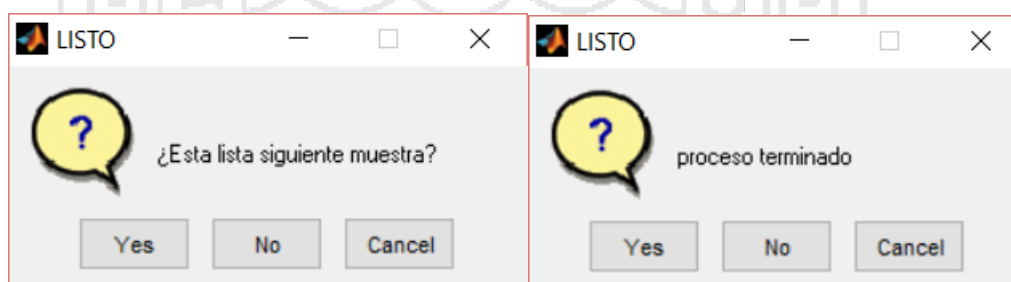 LISTO
¿Esta lista siguiente muestra?
Yes No Cancel
LISTO
proceso terminado
Yes No Cancel